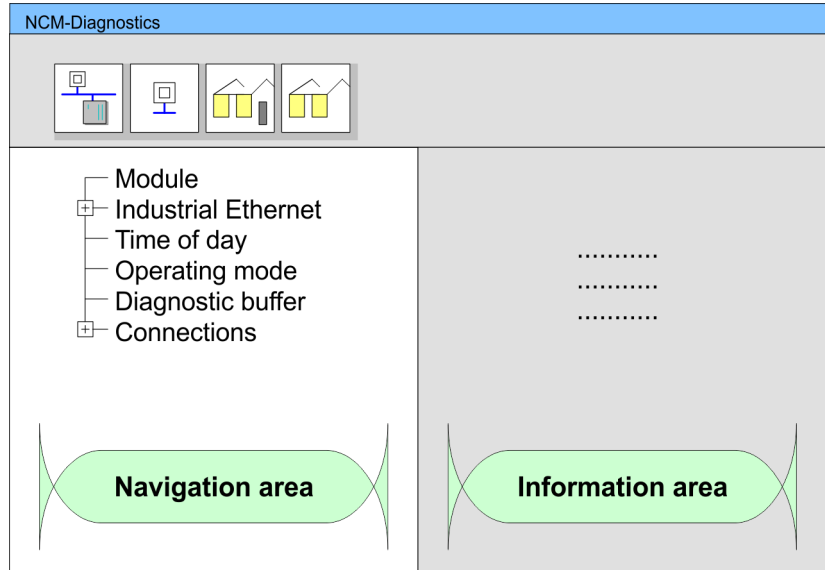 NCM-Diagnostics
Module
Industrial Ethernet
Time of day
Operating mode
Diagnostic buffer
Connections
...........
...........
...........
Navigation area
Information area